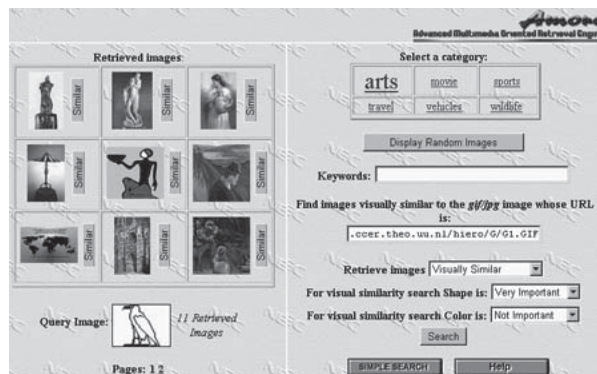 Amore
Advanced Multimedia Oriented Retrieval Engine
Retrieved images:
Similar
Similar
Similar
Similar
Similar
Similar
Similar
Similar
Similar
Query Image:
11 Retrieved
Images
Pages: 1 2
Select a category:
arts movie sports
travel vehicles wildlife
Display Random Images
Keywords:
Find images visually similar to the gif/jpg image whose URL
is:
.ccer.theo.uu.nl/hiero/G/G1.GIF
Retrieve images Visually Similar
For visual similarity search Shape is: Very Important
For visual similarity search Color is: Not Important
Search
SIMPLE SEARCH Help